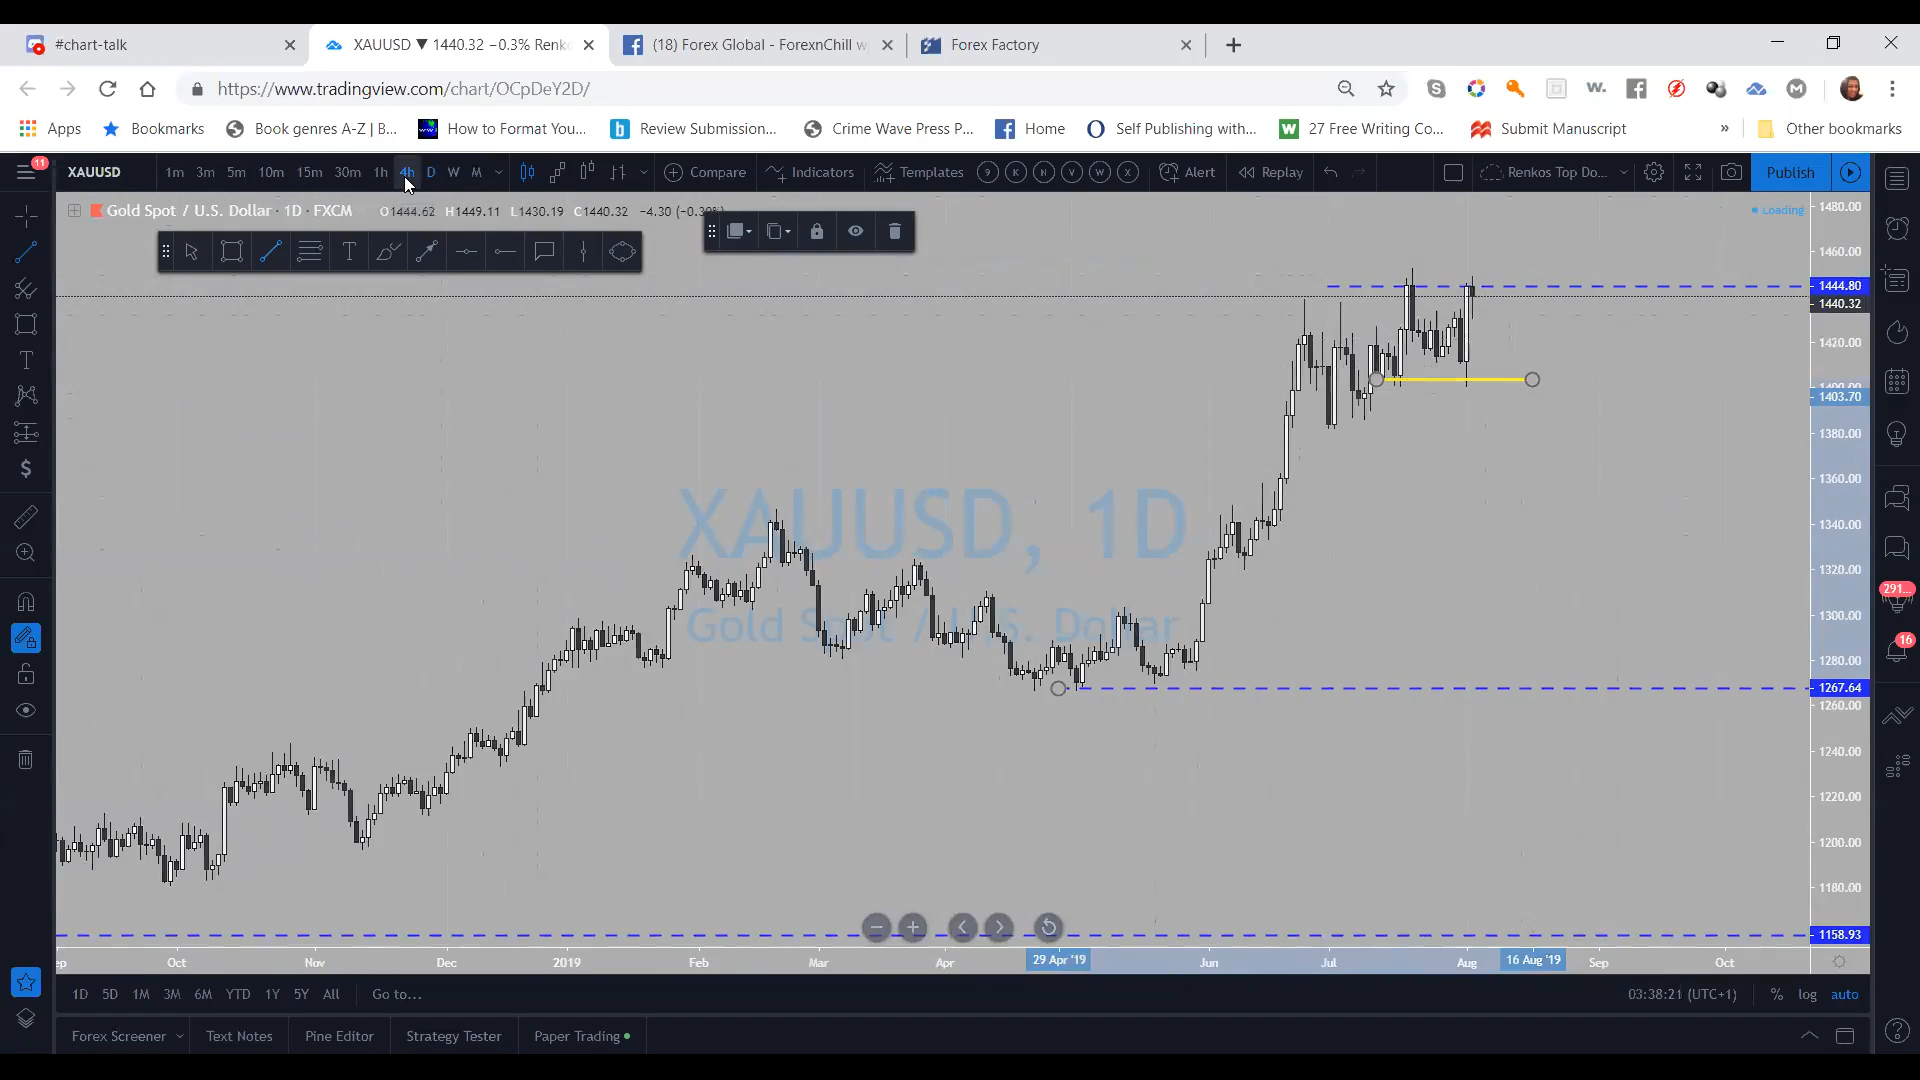 #chart-talk
XAUUSD ▼ 1440.32 −0.3% Renk
(18) Forex Global - ForexnChill w
Forex Factory
https://www.tradingview.com/chart/OCpDeY2D/
Apps
Bookmarks
Book genres A-Z | B...
How to Format You...
Review Submission...
Crime Wave Press P...
Home
Self Publishing with...
27 Free Writing Co...
Submit Manuscript
»
Other bookmarks
11
XAUUSD
1m 3m 5m 10m 15m 30m 1h 4h D W M
Compare
Indicators
Templates
9 K N V W X
Alert
Replay
Renkos Top Do...
Publish
Gold Spot / U.S. Dollar · 1D · FXCM O1444.62 H1449.11 L1430.19 C1440.32 −4.30 (−0.30%)
Loading
1480.00
1460.00
1444.80
1440.32
1420.00
1400.00
1403.70
1380.00
1360.00
1340.00
1320.00
1300.00
1280.00
1267.64
1260.00
1240.00
1220.00
1200.00
1180.00
1158.93
XAUUSD, 1D
Gold Spot / U.S. Dollar
291...
16
Oct Nov Dec 2019 Feb Mar Apr 29 Apr '19 Jun Jul Aug 16 Aug '19 Sep Oct
1D 5D 1M 3M 6M YTD 1Y 5Y All Go to...
03:38:21 (UTC+1) % log auto
Forex Screener Text Notes Pine Editor Strategy Tester Paper Trading